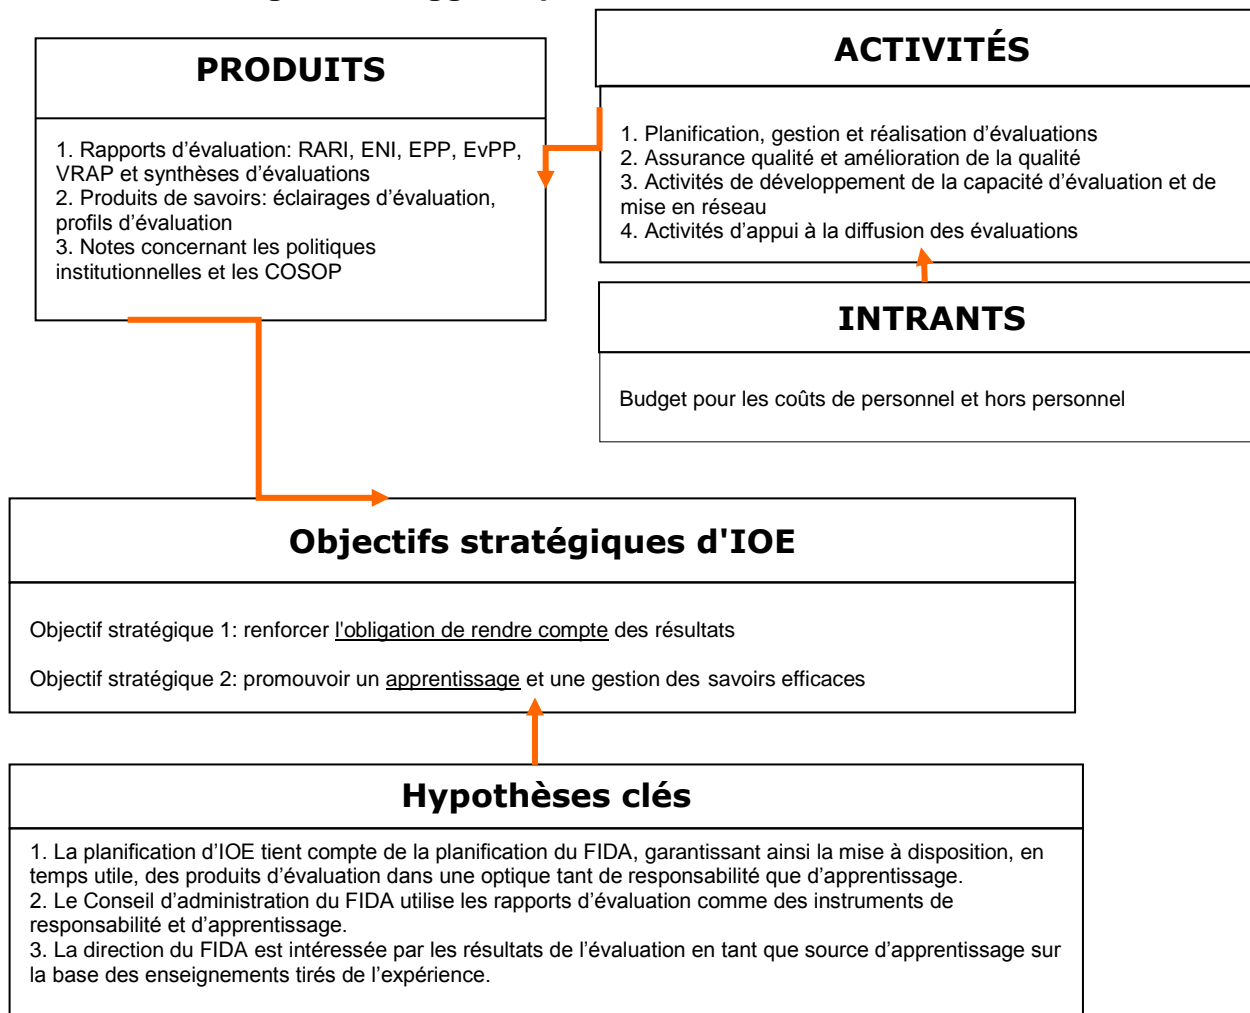 PRODUITS
1. Rapports d'évaluation: RARI, ENI, EPP, EvPP,
VRAP et synthèses d'évaluations
2. Produits de savoirs: éclairages d'évaluation,
profils d'évaluation
3. Notes concernant les politiques
institutionnelles et les COSOP
ACTIVITÉS
1. Planification, gestion et réalisation d'évaluations
2. Assurance qualité et amélioration de la qualité
3. Activités de développement de la capacité d'évaluation et de
mise en réseau
4. Activités d'appui à la diffusion des évaluations
INTRANTS
Budget pour les coûts de personnel et hors personnel
Objectifs stratégiques d'IOE
Objectif stratégique 1: renforcer l'obligation de rendre compte des résultats
Objectif stratégique 2: promouvoir un apprentissage et une gestion des savoirs efficaces
Hypothèses clés
1. La planification d'IOE tient compte de la planification du FIDA, garantissant ainsi la mise à disposition, en
temps utile, des produits d'évaluation dans une optique tant de responsabilité que d'apprentissage.
2. Le Conseil d'administration du FIDA utilise les rapports d'évaluation comme des instruments de
responsabilité et d'apprentissage.
3. La direction du FIDA est intéressée par les résultats de l'évaluation en tant que source d'apprentissage sur
la base des enseignements tirés de l'expérience.